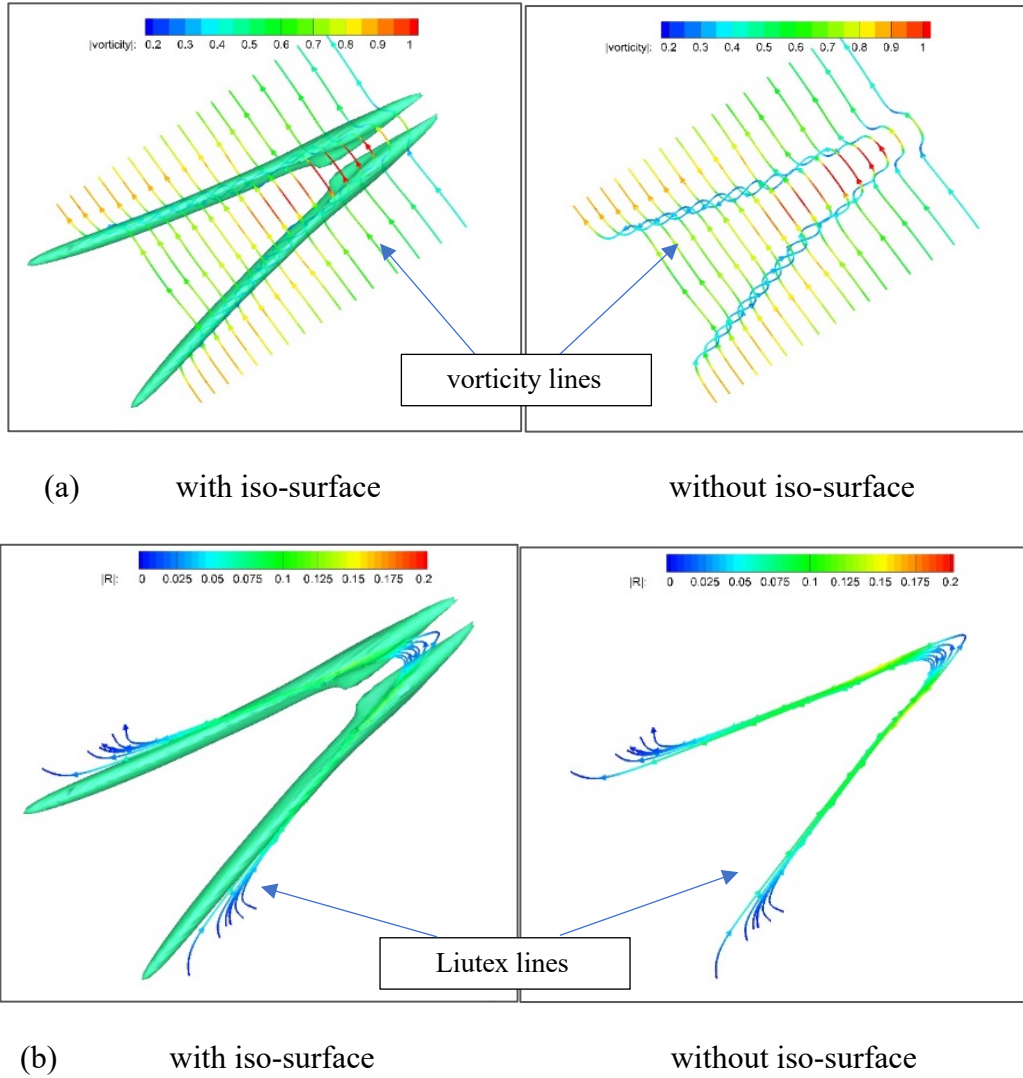 |vorticity|: 0.2 0.3 0.4 0.5 0.6 0.7 0.8 0.9 1
|vorticity|: 0.2 0.3 0.4 0.5 0.6 0.7 0.8 0.9 1
vorticity lines
(a) with iso-surface without iso-surface
|R|: 0 0.025 0.05 0.075 0.1 0.125 0.15 0.175 0.2
|R|: 0 0.025 0.05 0.075 0.1 0.125 0.15 0.175 0.2
Liutex lines
(b) with iso-surface without iso-surface